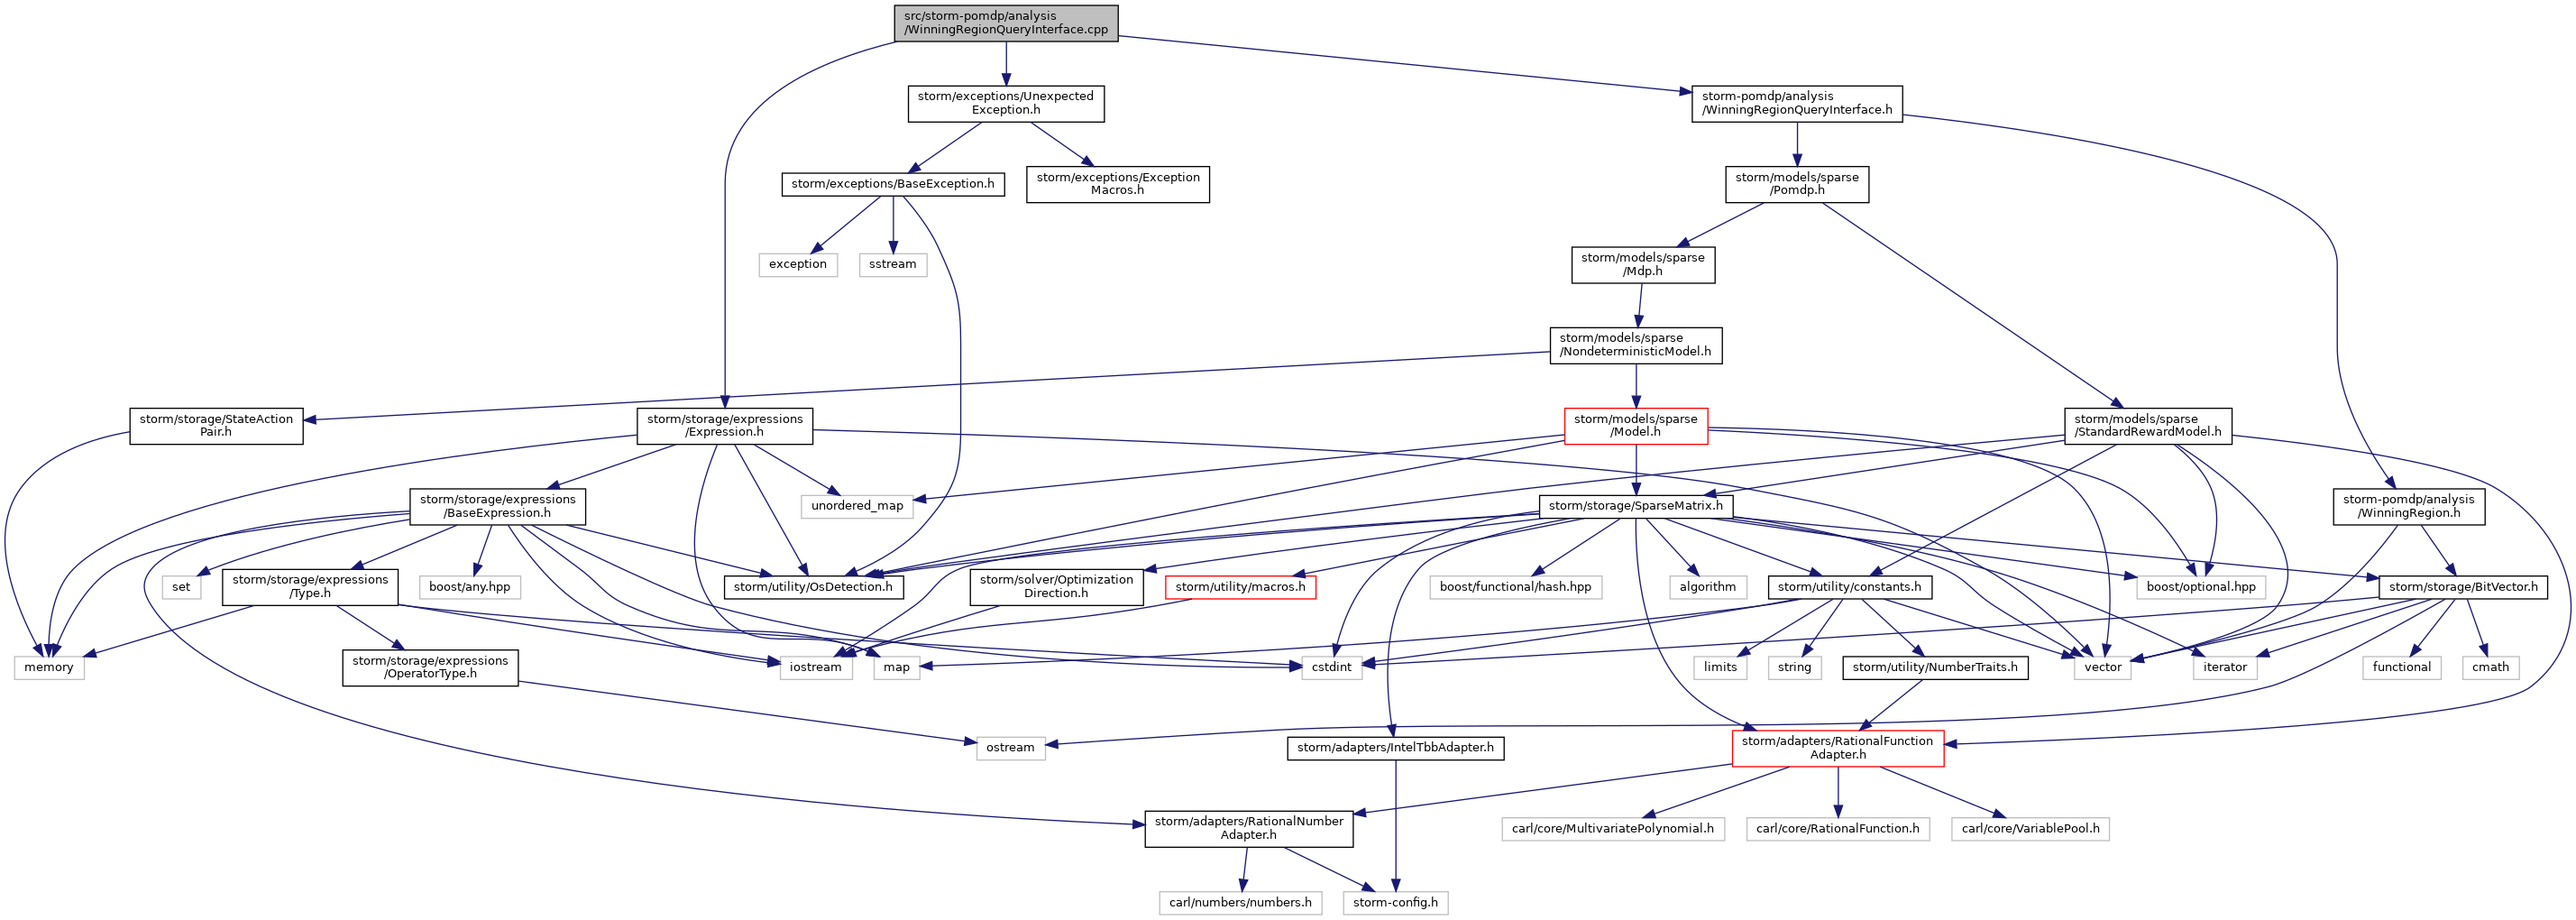 src/storm-pomdp/analysis
/WinningRegionQueryInterface.cpp
storm/exceptions/Unexpected
Exception.h
storm-pomdp/analysis
/WinningRegionQueryInterface.h
storm/exceptions/BaseException.h
storm/exceptions/Exception
Macros.h
storm/models/sparse
/Pomdp.h
exception
sstream
storm/models/sparse
/Mdp.h
storm/models/sparse
/NondeterministicModel.h
storm/storage/StateAction
Pair.h
storm/storage/expressions
/Expression.h
storm/models/sparse
/Model.h
storm/models/sparse
/StandardRewardModel.h
storm/storage/expressions
/BaseExpression.h
unordered_map
storm/storage/SparseMatrix.h
storm-pomdp/analysis
/WinningRegion.h
set
storm/storage/expressions
/Type.h
boost/any.hpp
storm/utility/OsDetection.h
storm/solver/Optimization
Direction.h
storm/utility/macros.h
boost/functional/hash.hpp
algorithm
storm/utility/constants.h
boost/optional.hpp
storm/storage/BitVector.h
memory
storm/storage/expressions
/OperatorType.h
iostream
map
cstdint
limits
string
storm/utility/NumberTraits.h
vector
iterator
functional
cmath
ostream
storm/adapters/IntelTbbAdapter.h
storm/adapters/RationalFunction
Adapter.h
storm/adapters/RationalNumber
Adapter.h
carl/core/MultivariatePolynomial.h
carl/core/RationalFunction.h
carl/core/VariablePool.h
carl/numbers/numbers.h
storm-config.h